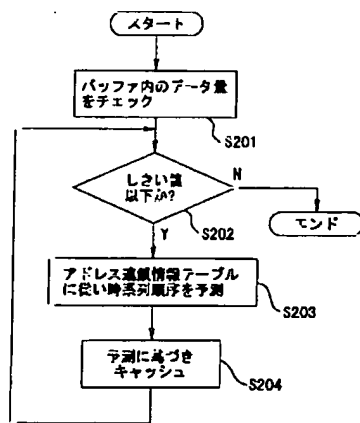 スタート
バッファ内のデータ量
をチェック
S201
しきい値
以下か?
N
S202
エンド
Y
アドレス連鎖情報テーブル
に従い時系列順序を予測
S203
予測に基づき
キャッシュ
S204